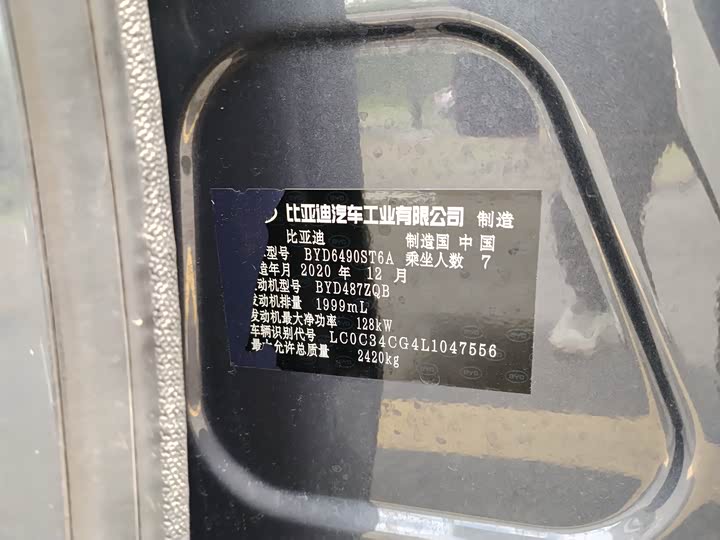 比亚迪汽车工业有限公司 制造
比亚迪 制造国 中国
型号 BYD6490ST6A 乘坐人数 7
造年月 2020 年 12 月
动机型号 BYD487ZQB
发动机排量 1999mL
发动机最大净功率 128kW
车辆识别代号 LC0C34CG4L1047556
最大允许总质量 2420kg